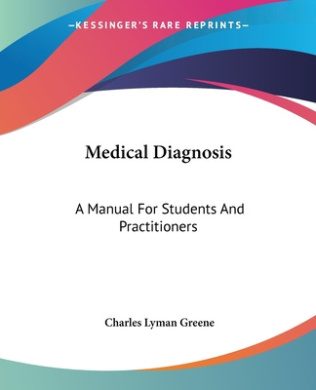 KESSINGER'S RARE REPRINTS
Medical Diagnosis
A Manual For Students And
Practitioners
Charles Lyman Greene